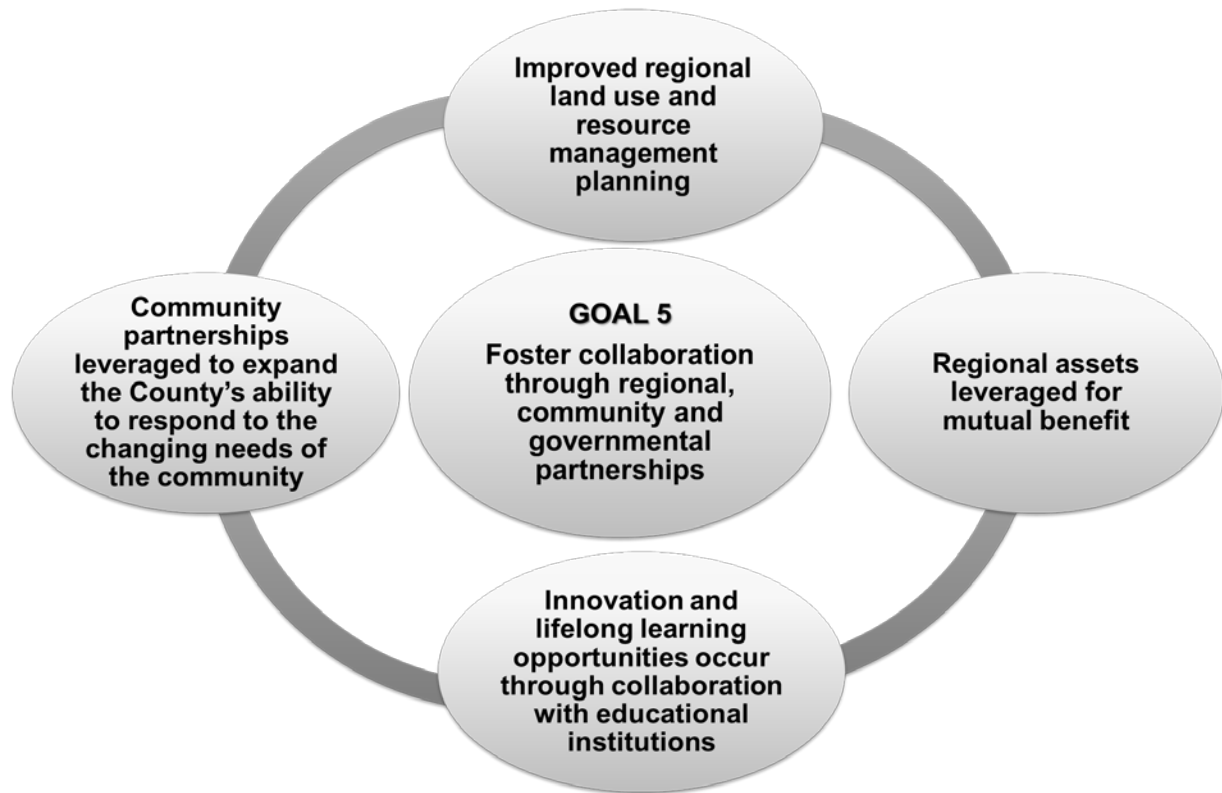 Improved regional
land use and
resource
management
planning
Community
partnerships
leveraged to expand
the County’s ability
to respond to the
changing needs of
the community
GOAL 5
Foster collaboration
through regional,
community and
governmental
partnerships
Regional assets
leveraged for
mutual benefit
Innovation and
lifelong learning
opportunities occur
through collaboration
with educational
institutions